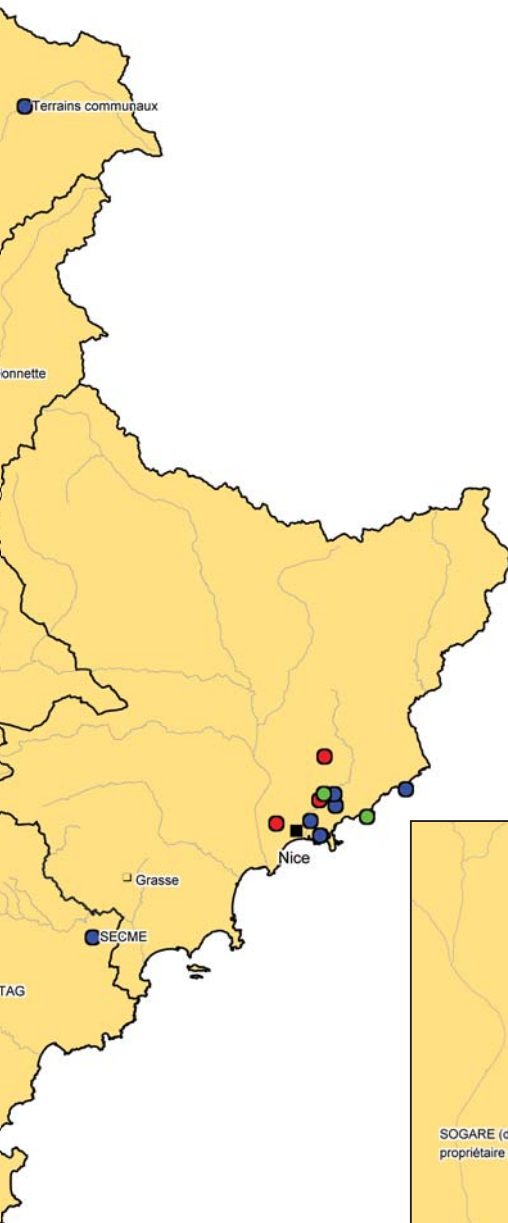 Terrains communaux
onnette
Nice
Grasse
SECME
TAG
SOGARE (
propriétaire